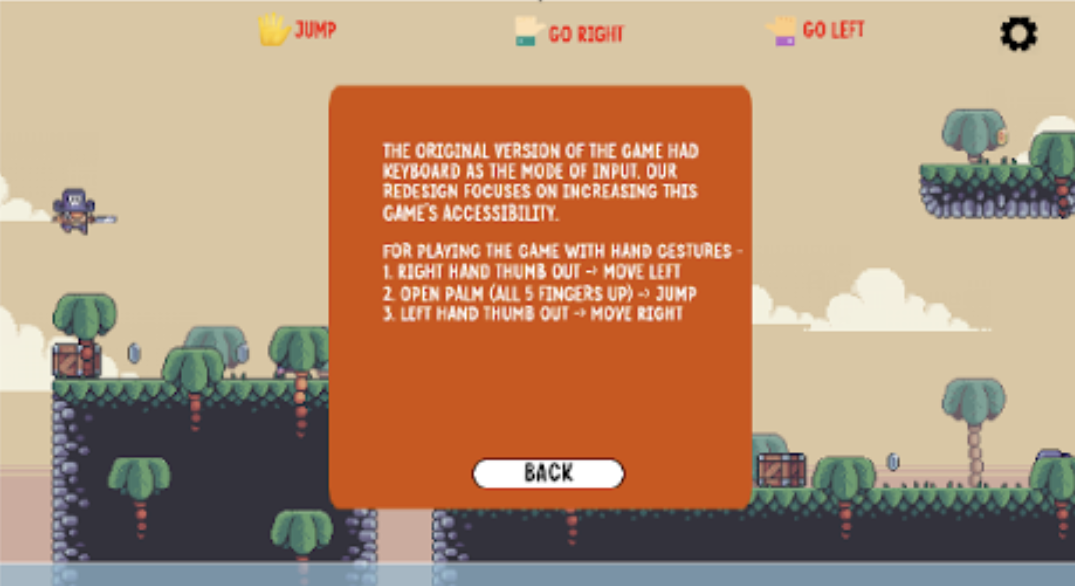 JUMP
GO RIGHT
GO LEFT
THE ORIGINAL VERSION OF THE GAME HAD
KEYBOARD AS THE MODE OF INPUT. OUR
REDESIGN FOCUSES ON INCREASING THIS
GAME'S ACCESSIBILITY.
FOR PLAYING THE GAME WITH HAND GESTURES -
1. RIGHT HAND THUMB OUT -> MOVE LEFT
2. OPEN PALM (ALL 5 FINGERS UP) -> JUMP
3. LEFT HAND THUMB OUT -> MOVE RIGHT
BACK